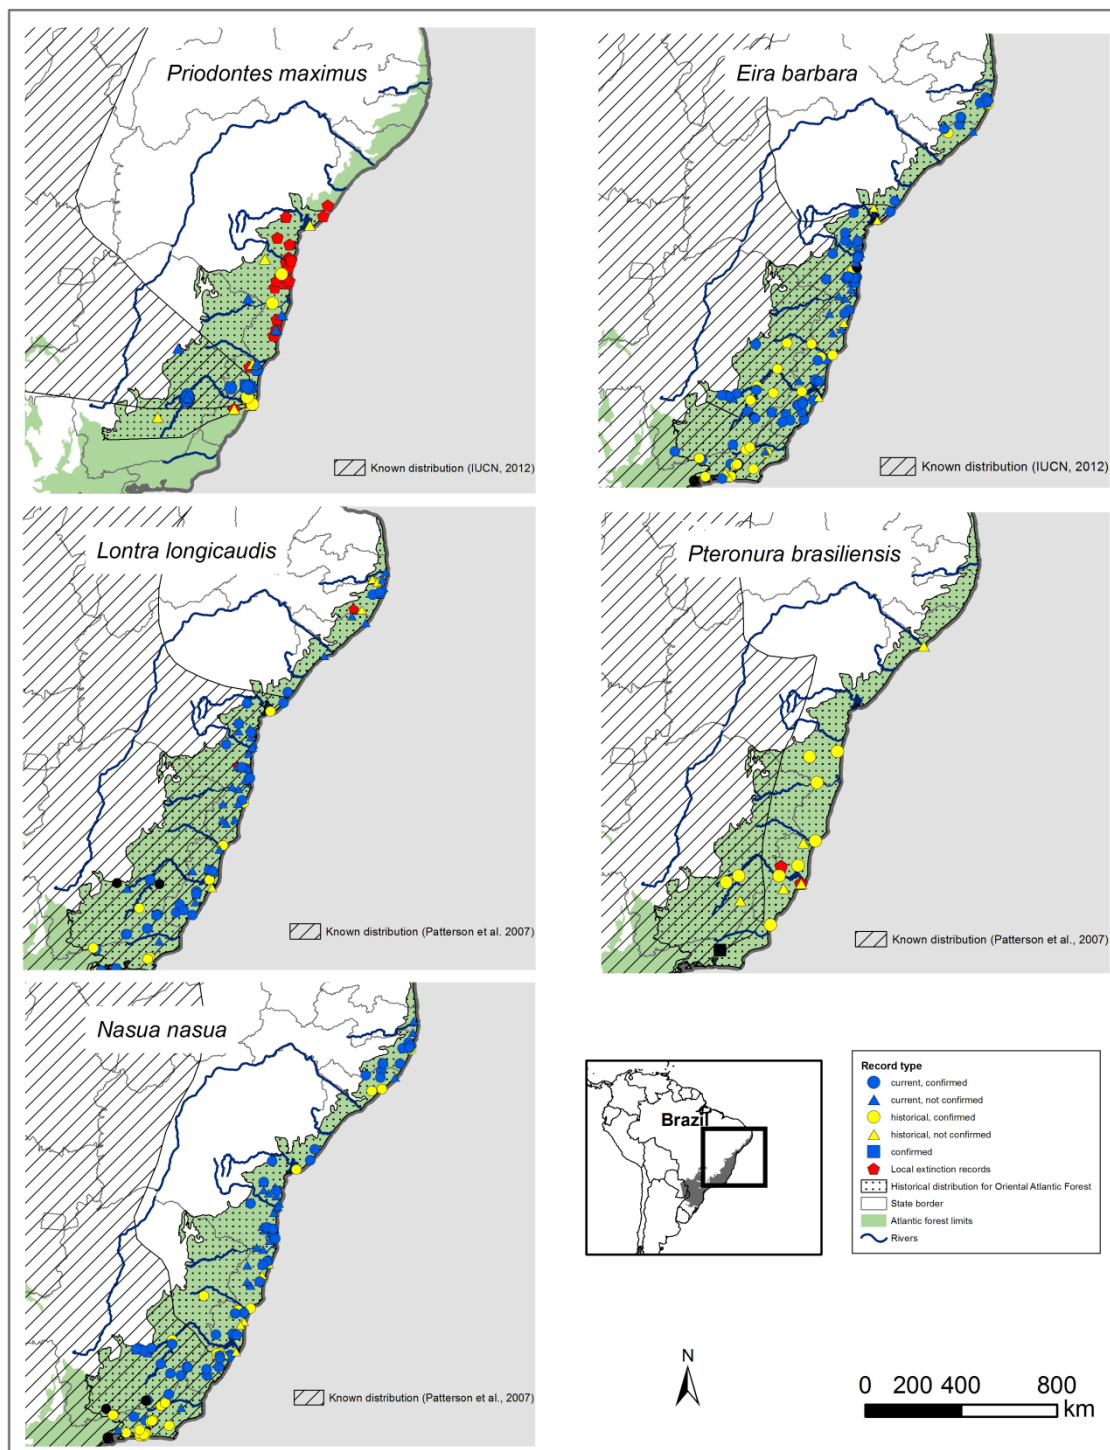 Priodontes maximus
Known distribution (IUCN, 2012)
Eira barbara
Known distribution (IUCN, 2012)
Lontra longicaudis
Known distribution (Patterson et al. 2007)
Pteronura brasiliensis
Known distribution (Patterson et al., 2007)
Nasua nasua
Known distribution (Patterson et al., 2007)
Brazil
Record type
current, confirmed
current, not confirmed
historical, confirmed
historical, not confirmed
confirmed
Local extinction records
Historical distribution for Oriental Atlantic Forest
State border
Atlantic forest limits
Rivers
N
0 200 400 800
km